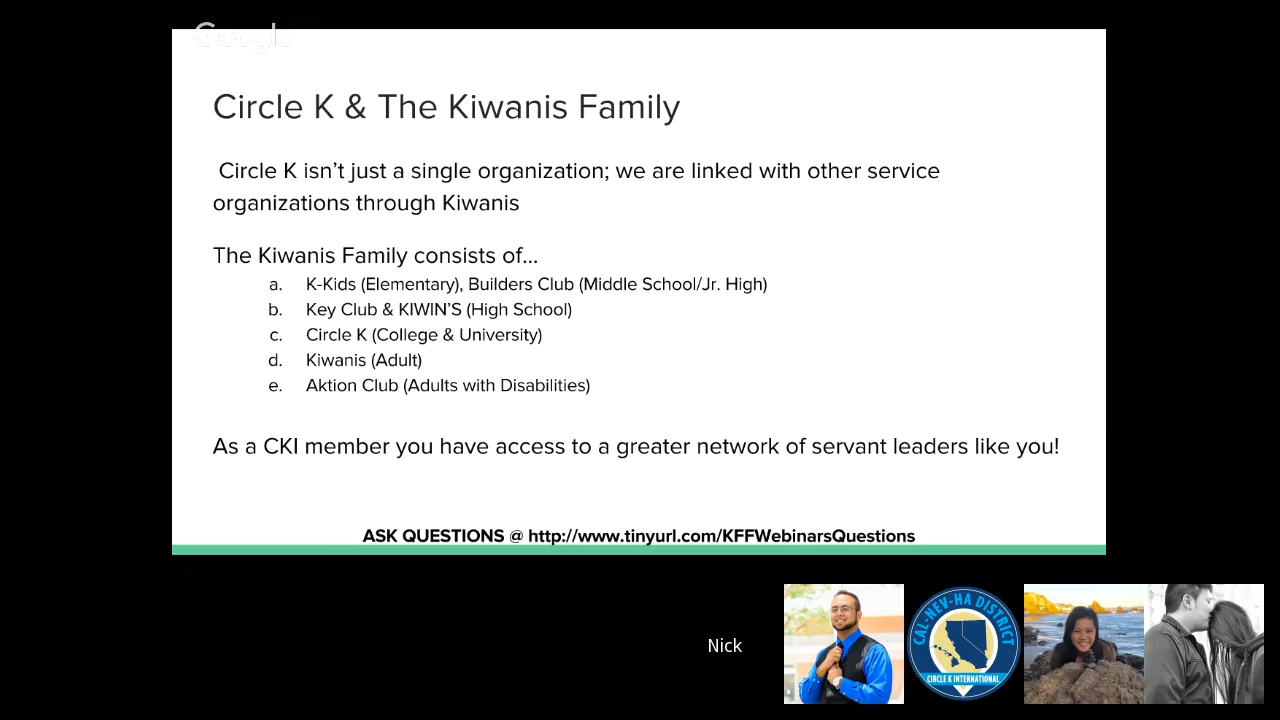 Google
Circle K & The Kiwanis Family
Circle K isn't just a single organization; we are linked with other service
organizations through Kiwanis
The Kiwanis Family consists of...
a. K-Kids (Elementary), Builders Club (Middle School/Jr. High)
b. Key Club & KIWIN'S (High School)
c. Circle K (College & University)
d. Kiwanis (Adult)
e. Aktion Club (Adults with Disabilities)
As a CKI member you have access to a greater network of servant leaders like you!
ASK QUESTIONS @ http://www.tinyurl.com/KFFWebinarsQuestions
Nick
CAL-NEV-HA DISTRICT
CIRCLE K INTERNATIONAL